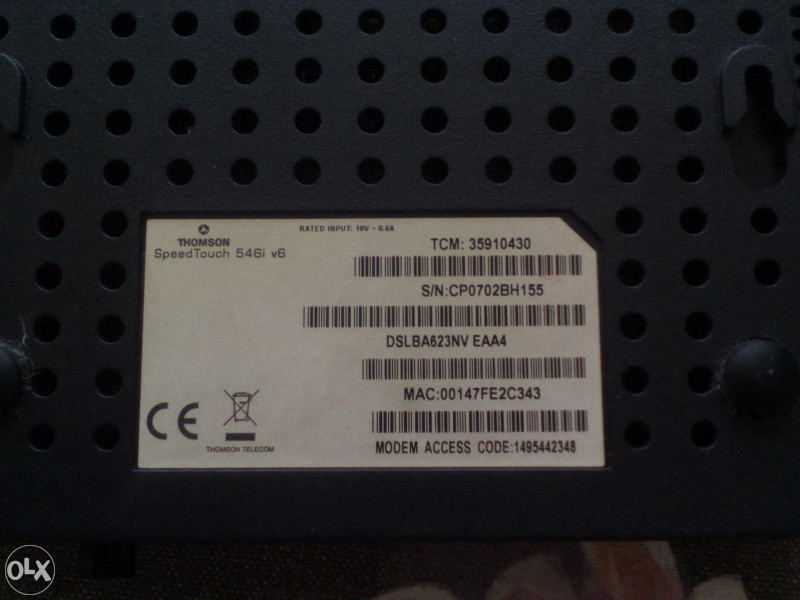 THOMSON
SpeedTouch 546i v6
RATED INPUT: 18V - 0.6A
TCM: 35910430
S/N:CP0702BH155
DSLBA623NV EAA4
MAC:00147FE2C343
MODEM ACCESS CODE:1495442348
CE
THOMSON TELECOM
OLX